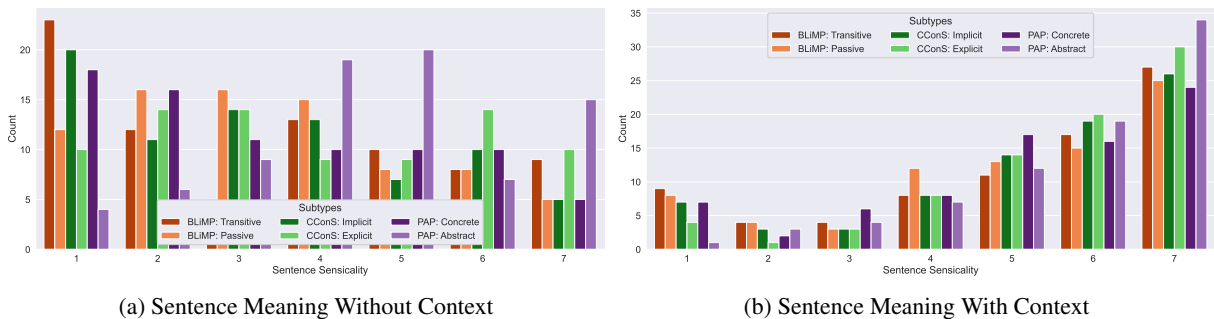 Count
20
15
10
5
0
Subtypes
BLiMP: Transitive CConS: Implicit PAP: Concrete
BLiMP: Passive CConS: Explicit PAP: Abstract
1 2 3 4 5 6 7
Sentence Sensicality
(a) Sentence Meaning Without Context
Count
35
30
25
20
15
10
5
0
Subtypes
BLiMP: Transitive CConS: Implicit PAP: Concrete
BLiMP: Passive CConS: Explicit PAP: Abstract
1 2 3 4 5 6 7
Sentence Sensicality
(b) Sentence Meaning With Context